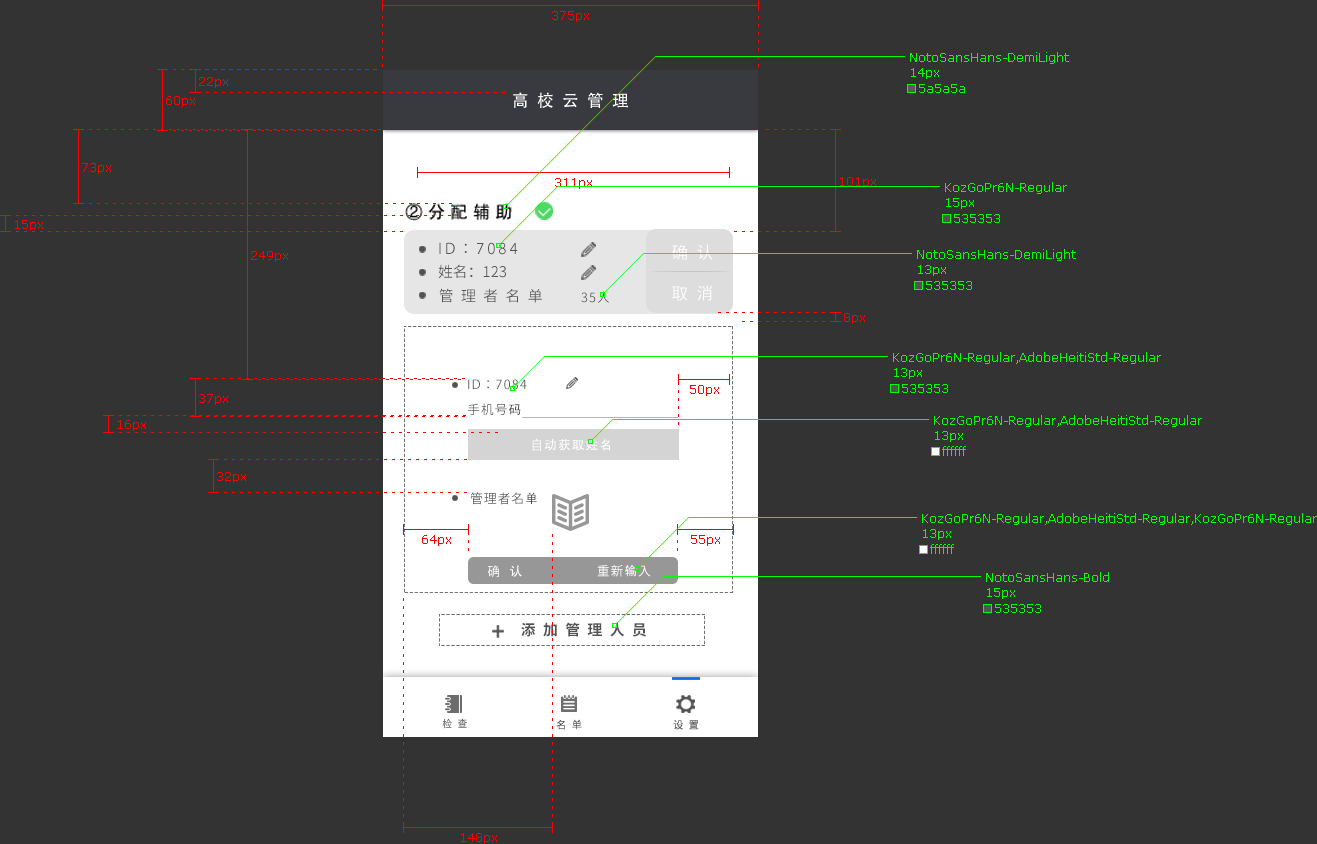 375px
NotoSansHans-DemiLight
14px
5a5a5a
22px
60px
高校云管理
73px
311px
101px
KozGoPr6N-Regular
15px
535353
②分配辅助
15px
249px
ID：7084
确认
NotoSansHans-DemiLight
13px
535353
姓名：123
管理者名单
35人
取消
8px
KozGoPr6N-Regular,AdobeHeitiStd-Regular
13px
535353
ID：7084
50px
37px
手机号码
16px
KozGoPr6N-Regular,AdobeHeitiStd-Regular
13px
ffffff
自动获取姓名
32px
管理者名单
KozGoPr6N-Regular,AdobeHeitiStd-Regular,KozGoPr6N-Regular
13px
ffffff
64px
55px
确认
重新输入
NotoSansHans-Bold
15px
535353
+ 添加管理人员
检查
名单
设置
148px